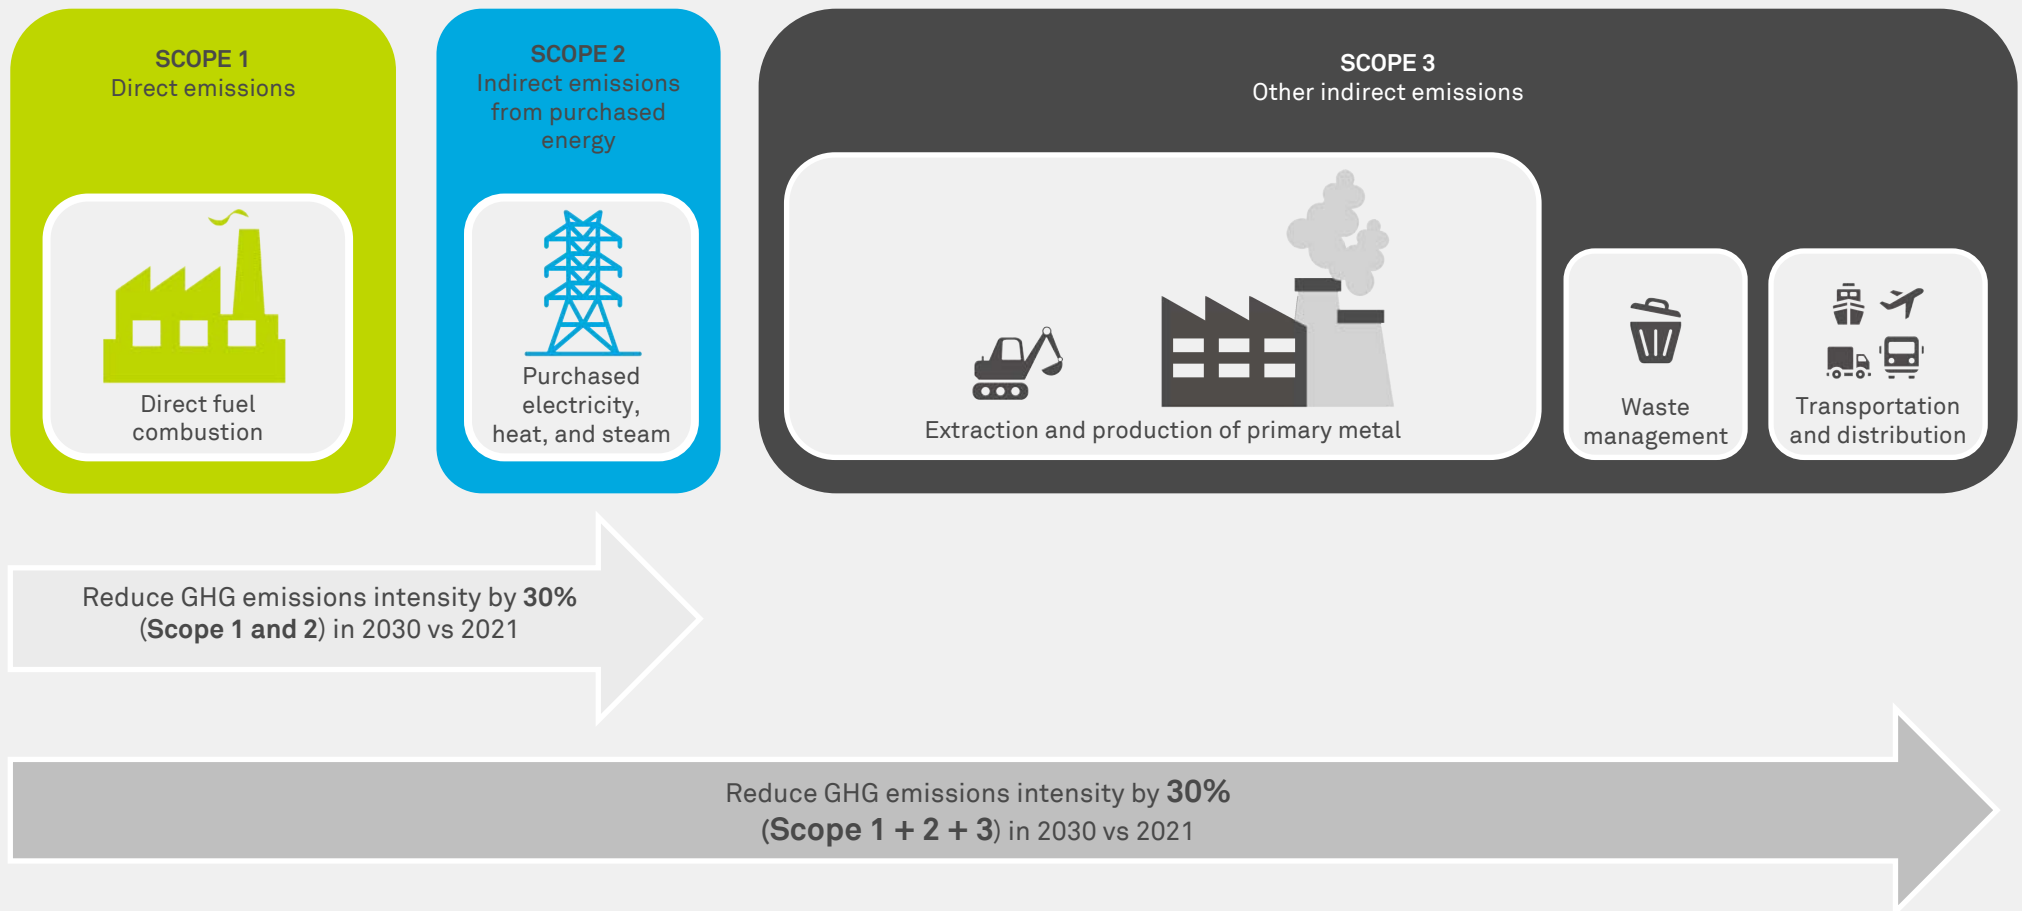 SCOPE 1
Direct emissions
Direct fuel
combustion
SCOPE 2
Indirect emissions
from purchased
energy
Purchased
electricity,
heat, and steam
SCOPE 3
Other indirect emissions
Extraction and production of primary metal
Waste
management
Transportation
and distribution
Reduce GHG emissions intensity by 30%
(Scope 1 and 2) in 2030 vs 2021
Reduce GHG emissions intensity by 30%
(Scope 1 + 2 + 3) in 2030 vs 2021